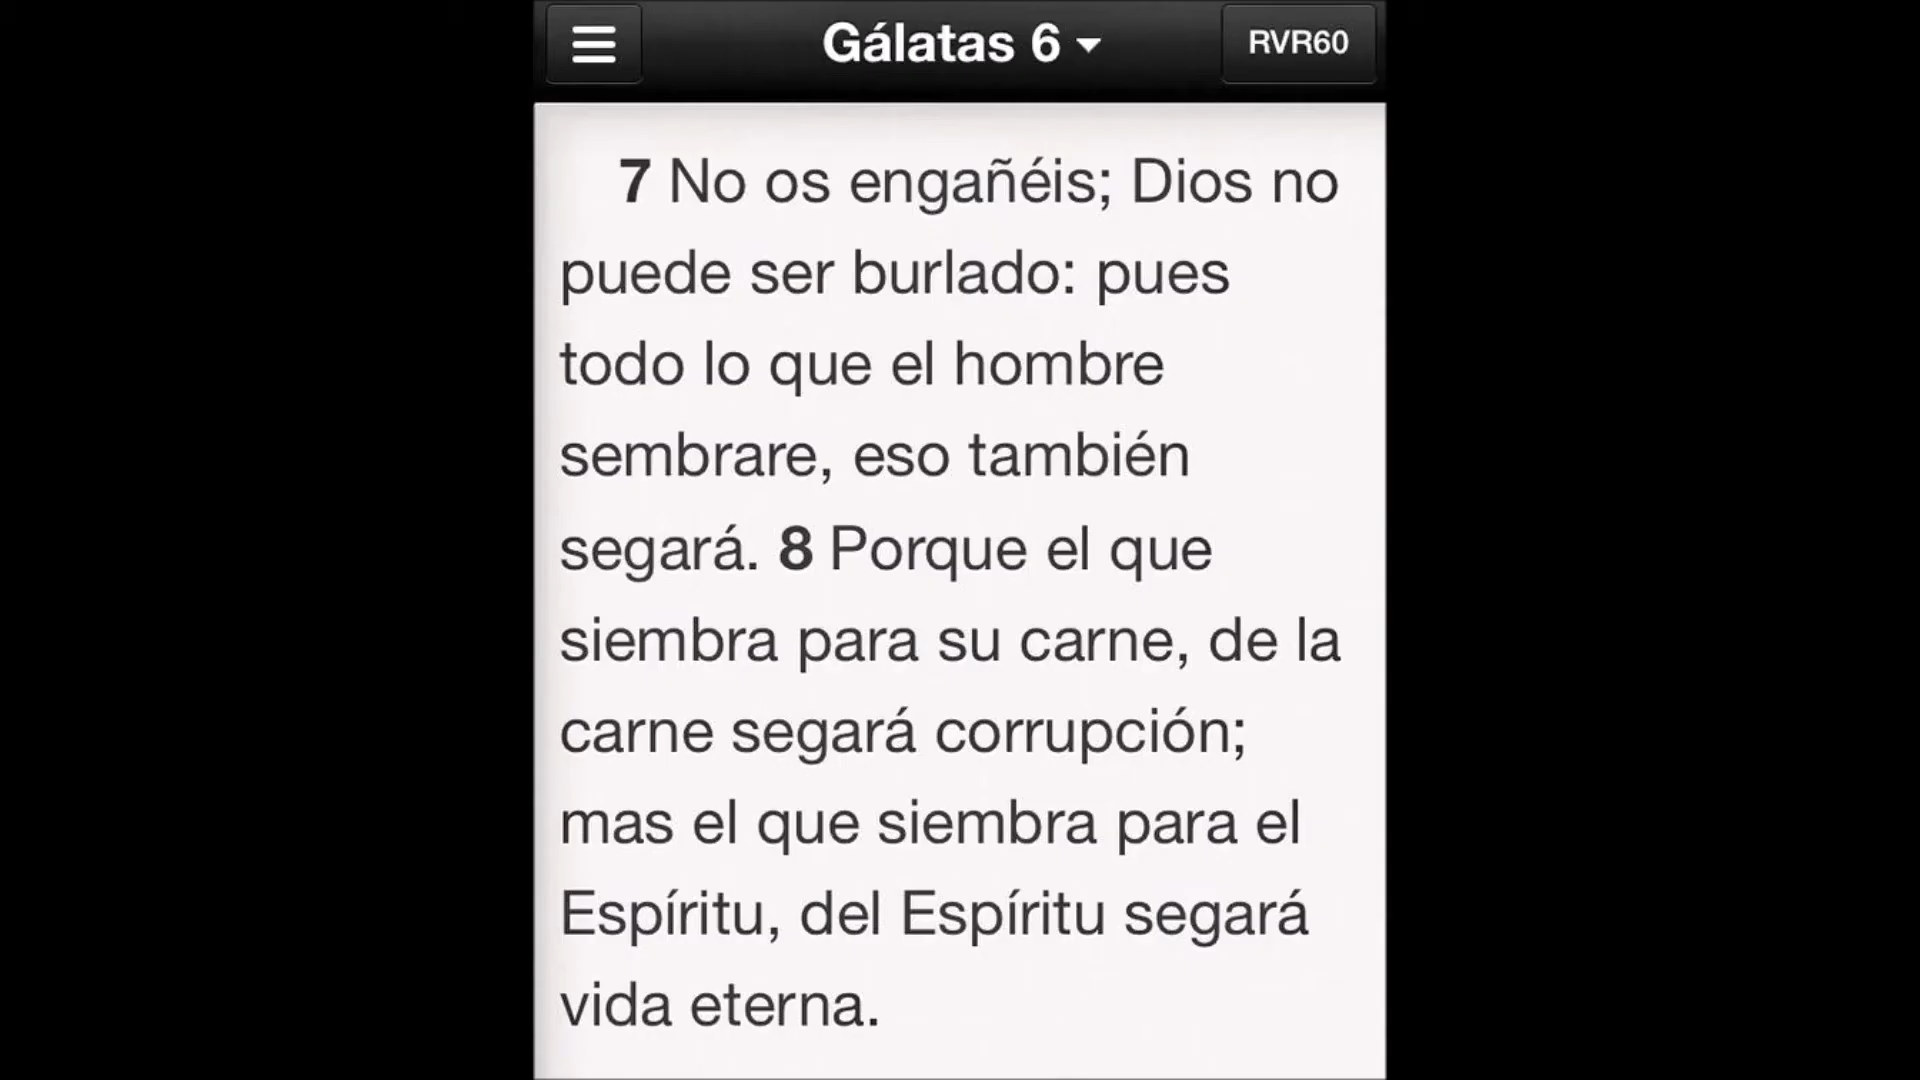 Gálatas 6
RVR60
7 No os engañéis; Dios no
puede ser burlado: pues
todo lo que el hombre
sembrare, eso también
segará. 8 Porque el que
siembra para su carne, de la
carne segará corrupción;
mas el que siembra para el
Espíritu, del Espíritu segará
vida eterna.